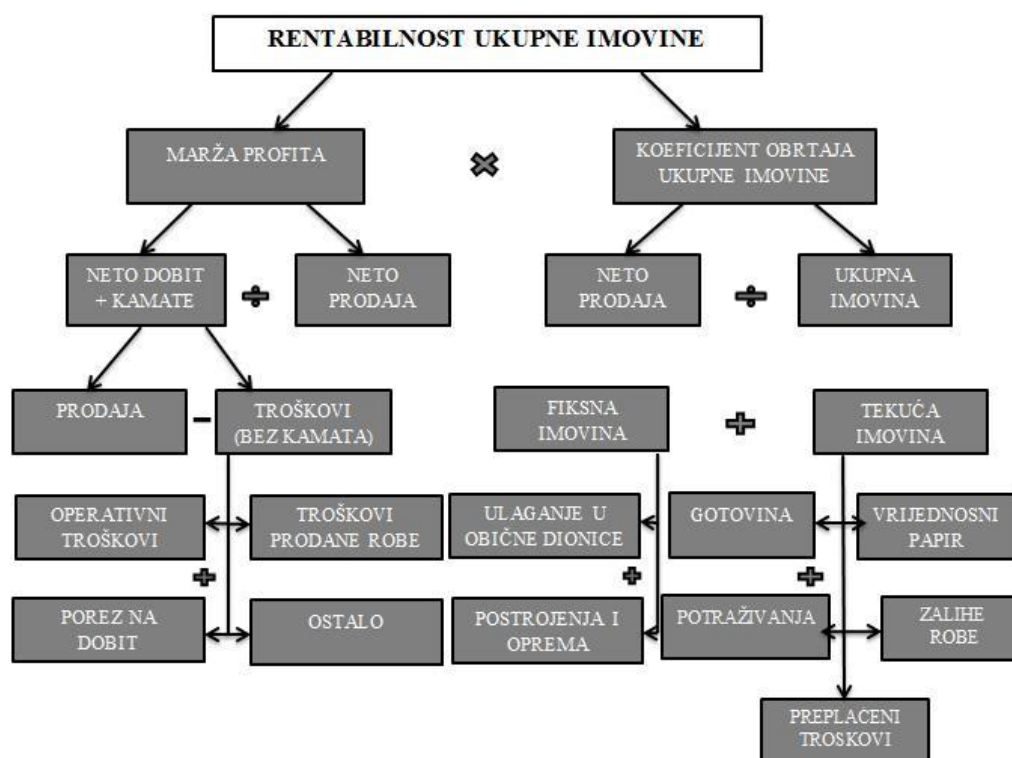 RENTABILNOST UKUPNE IMOVINE
MARŽA PROFITA
KOEFICIJENT OBRTAJA
UKUPNE IMOVINE
NETO DOBIT
+ KAMATE
NETO
PRODAJA
NETO
PRODAJA
UKUPNA
IMOVINA
PRODAJA
TROŠKOVI
(BEZ KAMATA)
FIKSNA
IMOVINA
TEKUĆA
IMOVINA
OPERATIVNI
TROŠKOVI
TROŠKOVI
PRODANE ROBE
ULAGANJE U
OBIČNE DIONICE
GOTOVINA
VRIJEDNOSNI
PAPIR
POREZ NA
DOBIT
OSTALO
POSTROJENJA I
OPREMA
POTRAŽIVANJA
ZALIHE
ROBE
PREPLAĆENI
TROSKOVI